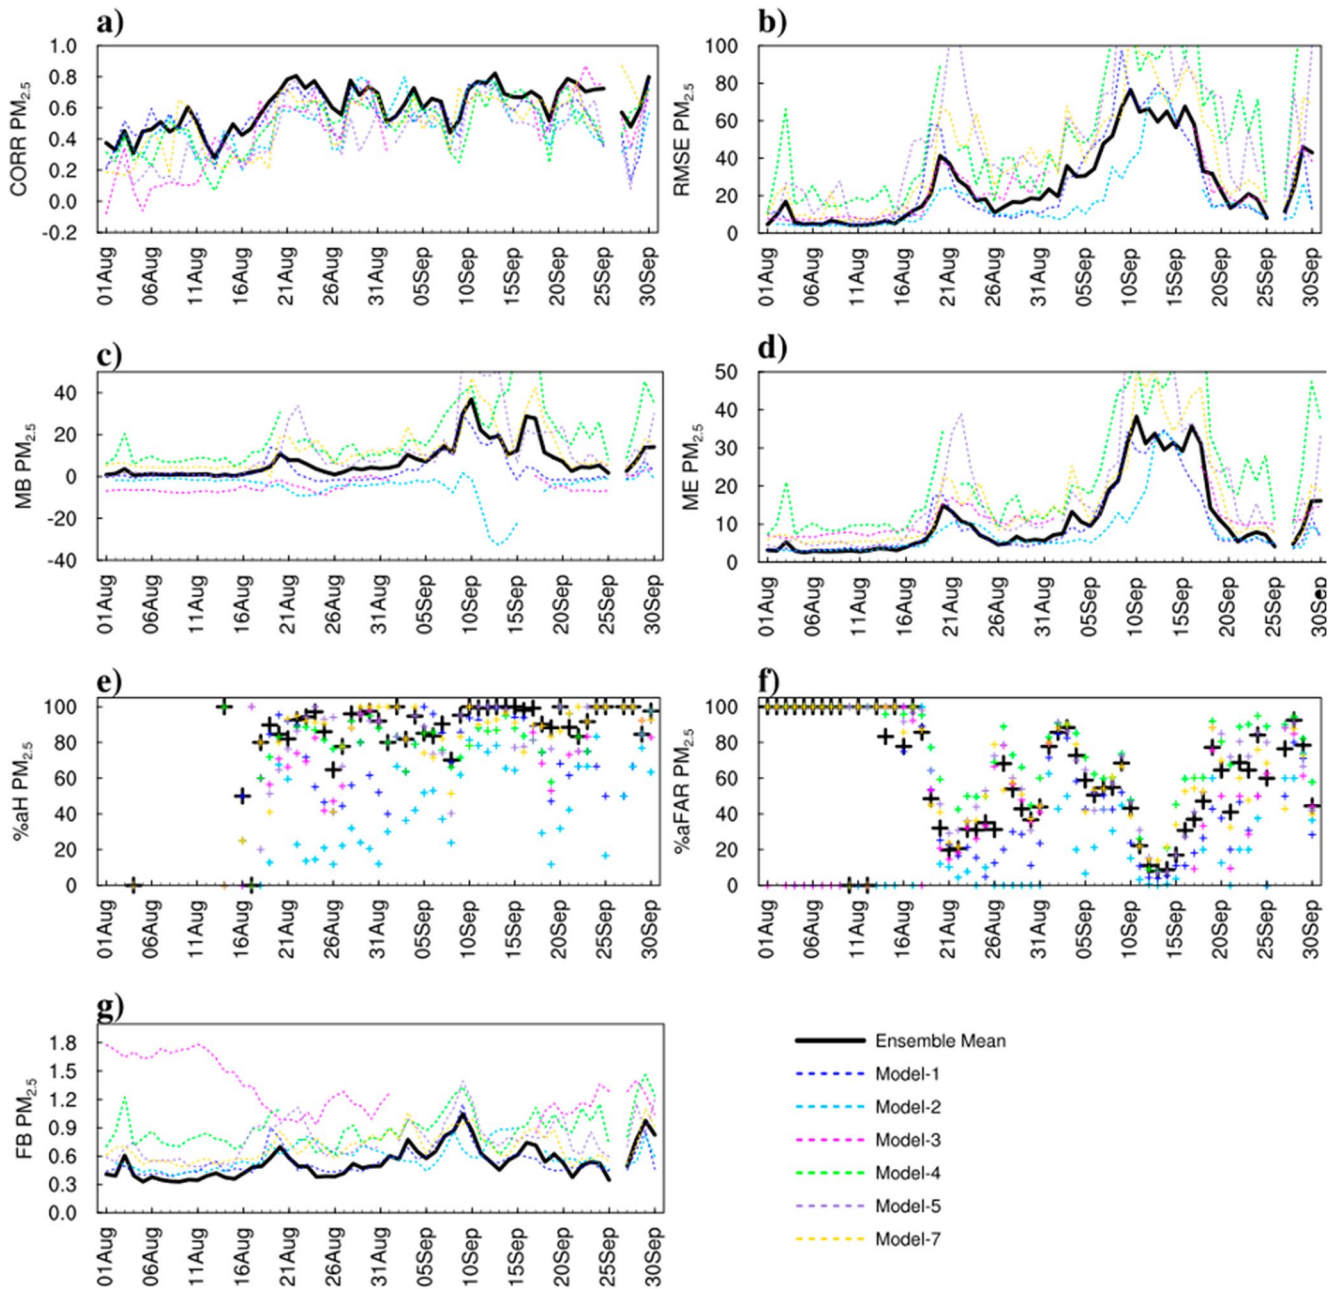 a)
CORR PM2.5
1.0
0.8
0.6
0.4
0.2
0.0
-0.2
01Aug 06Aug 11Aug 16Aug 21Aug 26Aug 31Aug 05Sep 10Sep 15Sep 20Sep 25Sep 30Sep
b)
RMSE PM2.5
100
80
60
40
20
0
01Aug 06Aug 11Aug 16Aug 21Aug 26Aug 31Aug 05Sep 10Sep 15Sep 20Sep 25Sep 30Sep
c)
MB PM2.5
40
20
0
-20
-40
01Aug 06Aug 11Aug 16Aug 21Aug 26Aug 31Aug 05Sep 10Sep 15Sep 20Sep 25Sep 30Sep
d)
ME PM2.5
50
40
30
20
10
0
01Aug 06Aug 11Aug 16Aug 21Aug 26Aug 31Aug 05Sep 10Sep 15Sep 20Sep 25Sep 30Sep
e)
%aH PM2.5
100
80
60
40
20
0
01Aug 06Aug 11Aug 16Aug 21Aug 26Aug 31Aug 05Sep 10Sep 15Sep 20Sep 25Sep 30Sep
f)
%aFAR PM2.5
100
80
60
40
20
0
01Aug 06Aug 11Aug 16Aug 21Aug 26Aug 31Aug 05Sep 10Sep 15Sep 20Sep 25Sep 30Sep
g)
FB PM2.5
1.8
1.5
1.2
0.9
0.6
0.3
0.0
01Aug 06Aug 11Aug 16Aug 21Aug 26Aug 31Aug 05Sep 10Sep 15Sep 20Sep 25Sep 30Sep
Ensemble Mean
Model-1
Model-2
Model-3
Model-4
Model-5
Model-7